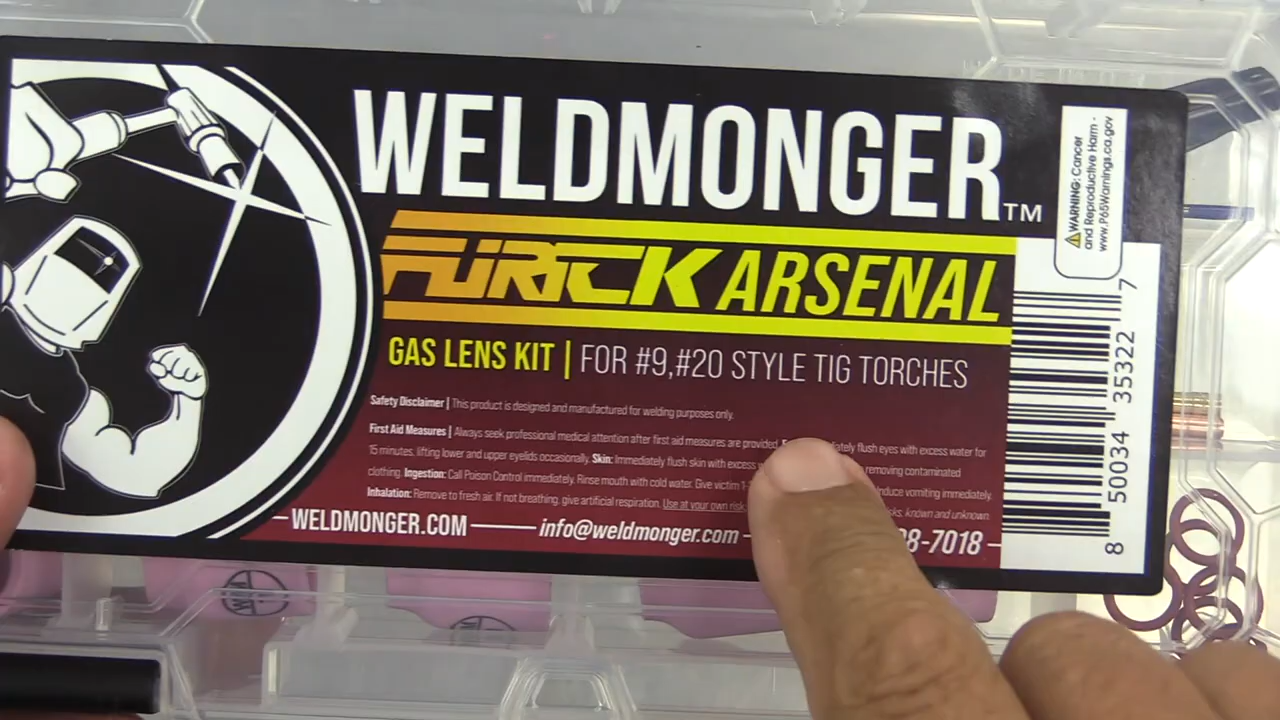 WELDMONGER™
FURICK ARSENAL
GAS LENS KIT | FOR #9,#20 STYLE TIG TORCHES
Safety Disclaimer | This product is designed and manufactured for welding purposes only.
First Aid Measures | Always seek professional medical attention after first aid measures are provided. flush eyes with excess water for
15 minutes, lifting lower and upper eyelids occasionally. Skin: Immediately flush skin with excess removing contaminated
clothing. Ingestion: Call Poison Control immediately. Rinse mouth with cold water. Give victim induce vomiting immediately.
Inhalation: Remove to fresh air. If not breathing, give artificial respiration. Use at your own risk. risks; known and unknown.
WELDMONGER.COM info@weldmonger.com 8-7018
⚠WARNING: Cancer
and Reproductive Harm -
www.P65Warnings.ca.gov
8 50034 35322 7